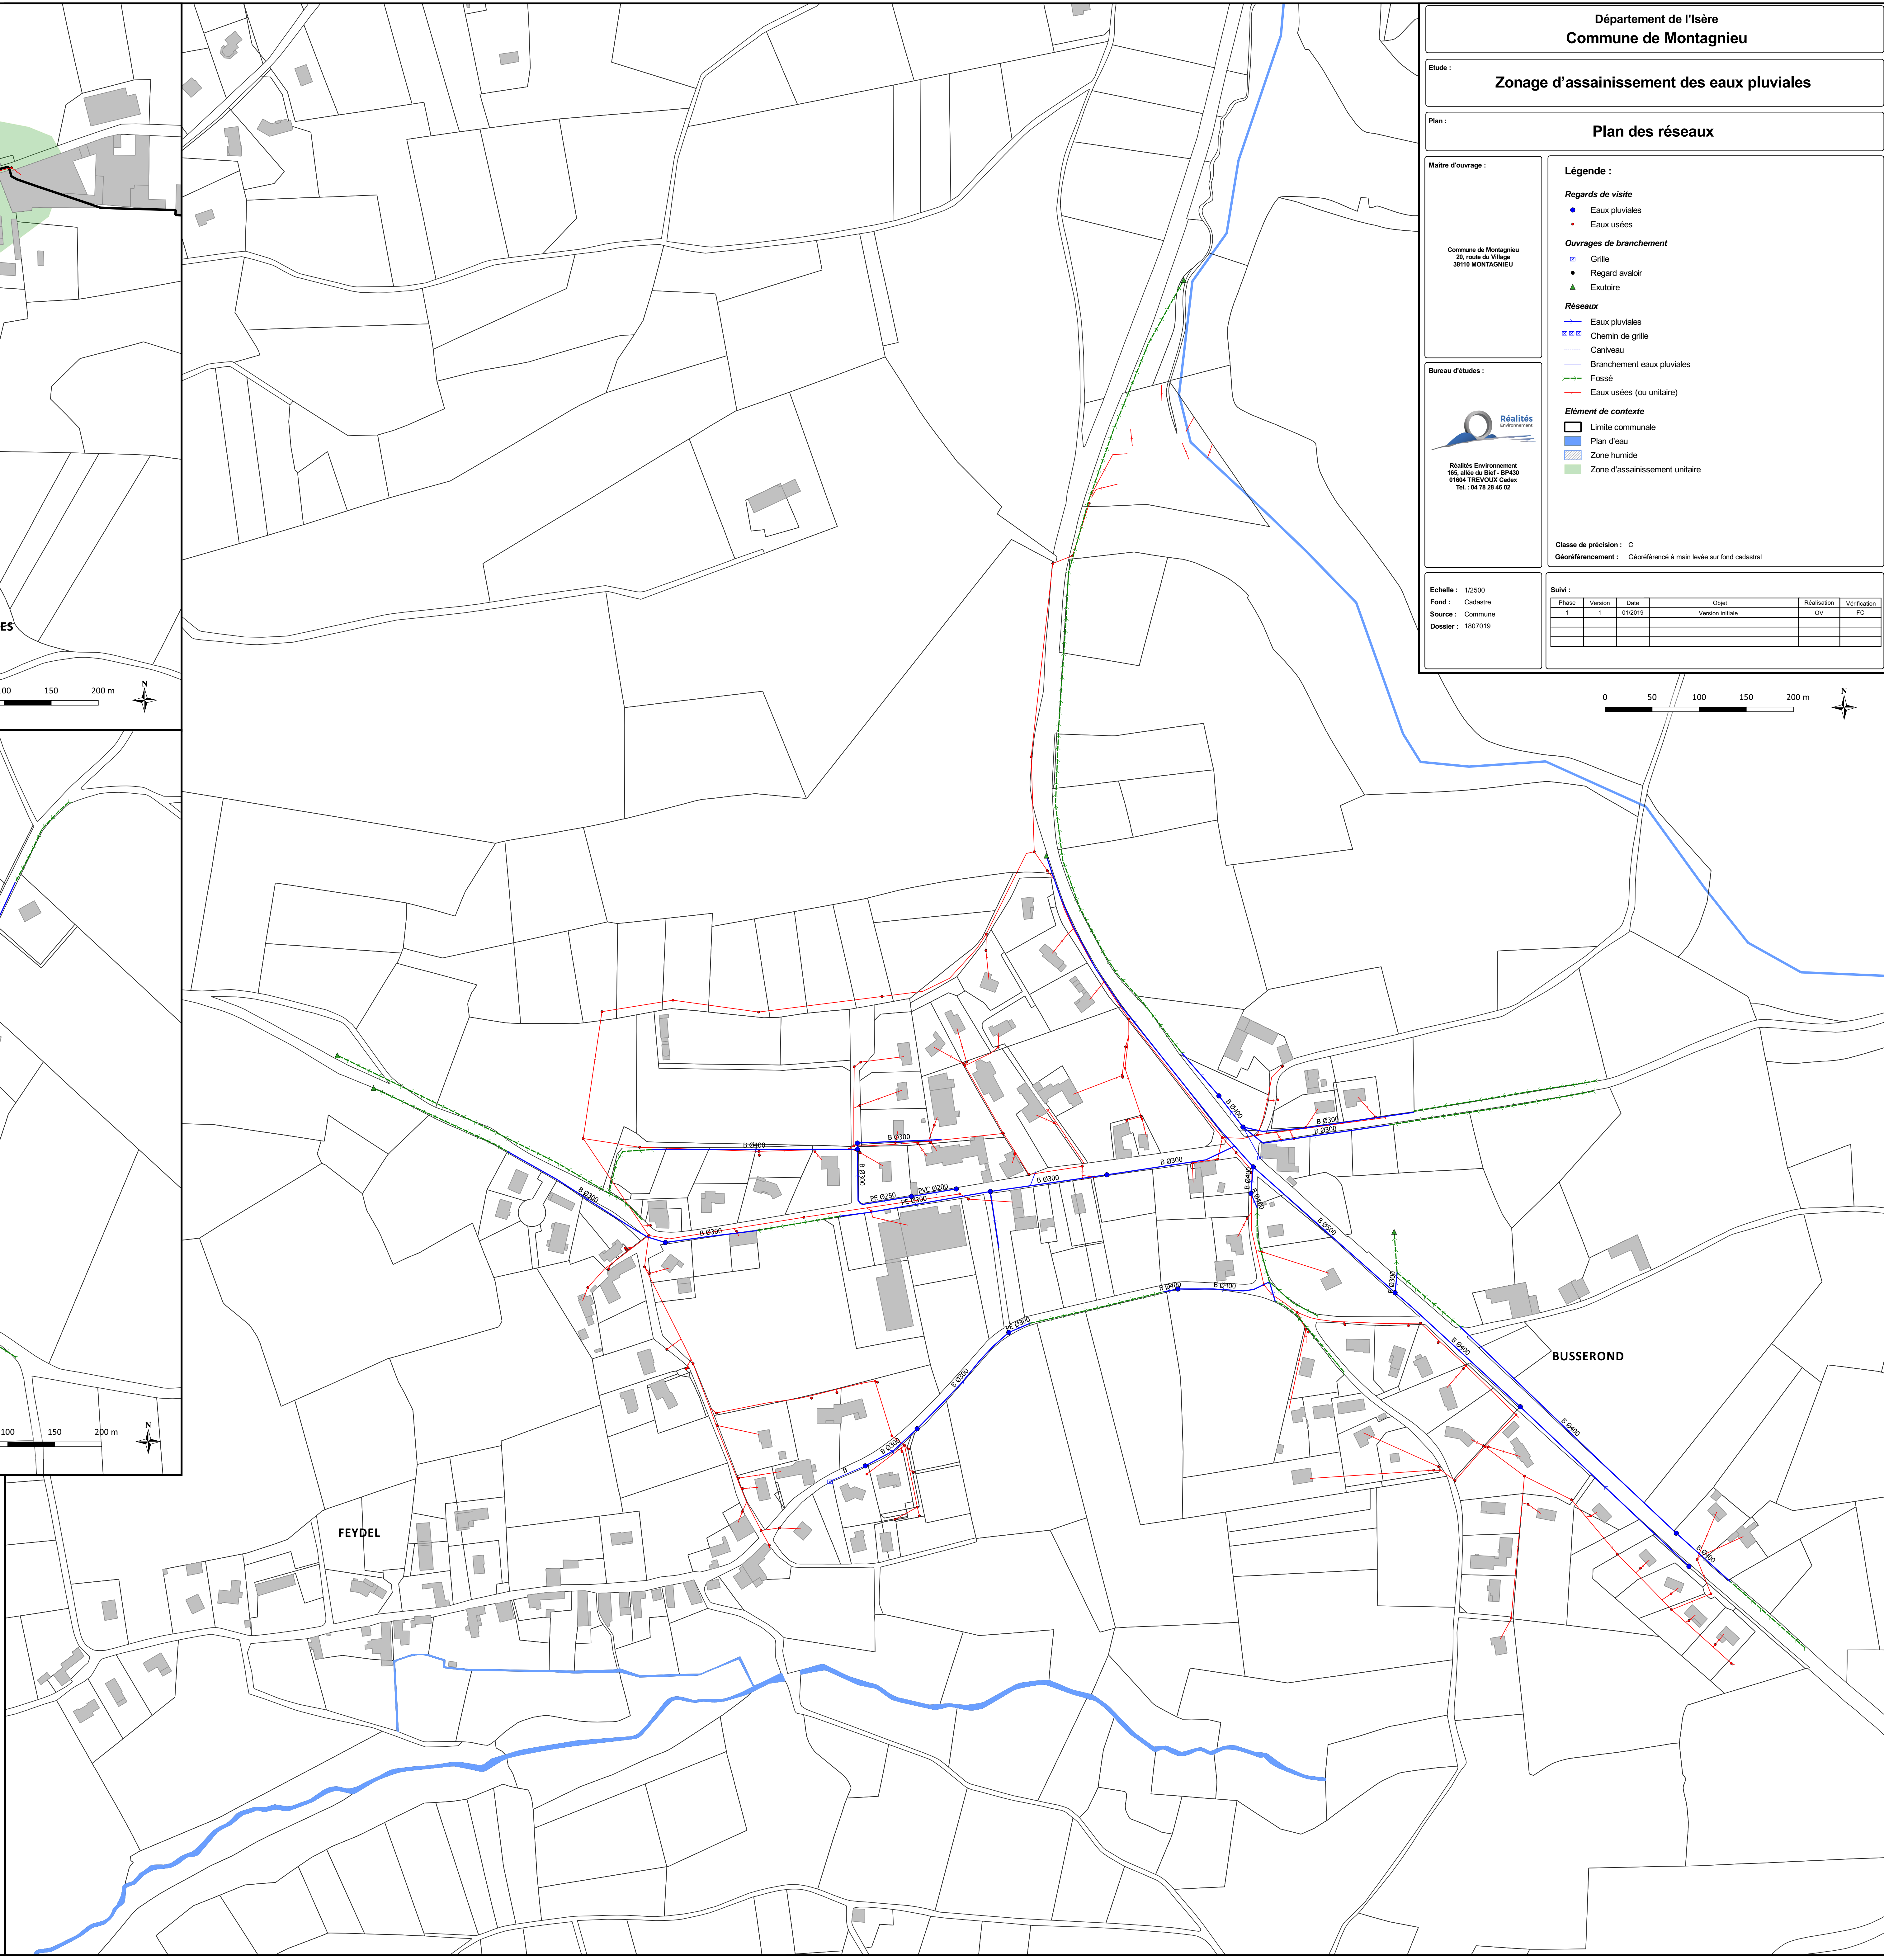 Département de l'Isère
Commune de Montagnieu
Etude :
Zonage d'assainissement des eaux pluviales
Plan :
Plan des réseaux
Maître d'ouvrage :
Commune de Montagnieu
20, route du Village
38110 MONTAGNIEU
Bureau d'études :
Réalités
Environnement
Réalités Environnement
165, allée du Bief - BP430
01604 TREVOUX Cedex
Tel. : 04 78 28 46 02
Légende :
Regards de visite
Eaux pluviales
Eaux usées
Ouvrages de branchement
Grille
Regard avaloir
Exutoire
Réseaux
Eaux pluviales
Chemin de grille
Caniveau
Branchement eaux pluviales
Fossé
Eaux usées (ou unitaire)
Elément de contexte
Limite communale
Plan d'eau
Zone humide
Zone d'assainissement unitaire
Classe de précision : C
Géoréférencement : Géoréférencé à main levée sur fond cadastral
Echelle : 1/2500
Fond : Cadastre
Source : Commune
Dossier : 1807019
Suivi :
Phase Version Date Objet Réalisation Vérification
1 1 01/2019 Version initiale OV FC
0 50 100 150 200 m
N
ES
00 150 200 m
N
100 150 200 m
N
B Ø400
B Ø300
B Ø300
B Ø400
B Ø300
B Ø300
B Ø300
B Ø300
PE Ø250
PVC Ø200
PE Ø300
B Ø300
B Ø300
B Ø400
B Ø400
B Ø500
B Ø300
B Ø400
B Ø400
PE Ø300
B Ø300
B Ø300
B
B Ø400
B Ø400
B Ø400
BUSSEROND
FEYDEL